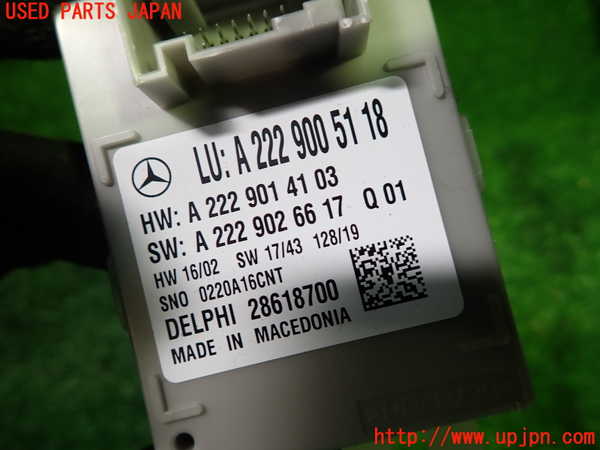 USED PARTS JAPAN
LU: A 222 900 51 18
HW: A 222 901 41 03
SW: A 222 902 66 17 Q 01
HW 16/02 SW 17/43 128/19
SNO 0220A16CNT
DELPHI 28618700
MADE IN MACEDONIA
http://www.upjpn.com/